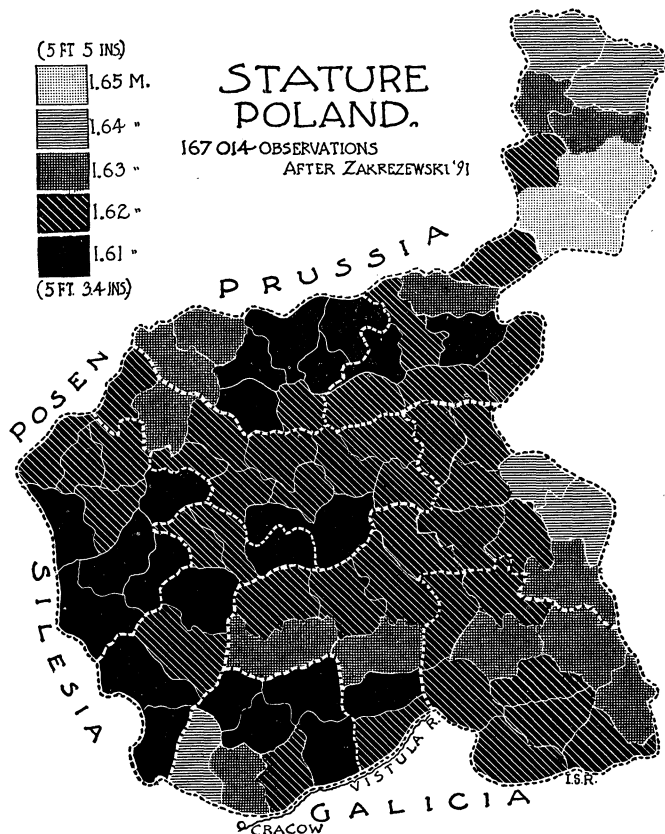 (5 FT 5 INS)
1.65 M.
1.64 "
1.63 "
1.62 "
1.61 "
(5 FT. 3.4 INS)
STATURE
POLAND.
167 014 OBSERVATIONS
AFTER ZAKREZEWSKI '91
PRUSSIA
POSEN
SILESIA
VISTULA R.
I.S.R.
GALICIA
CRACOW